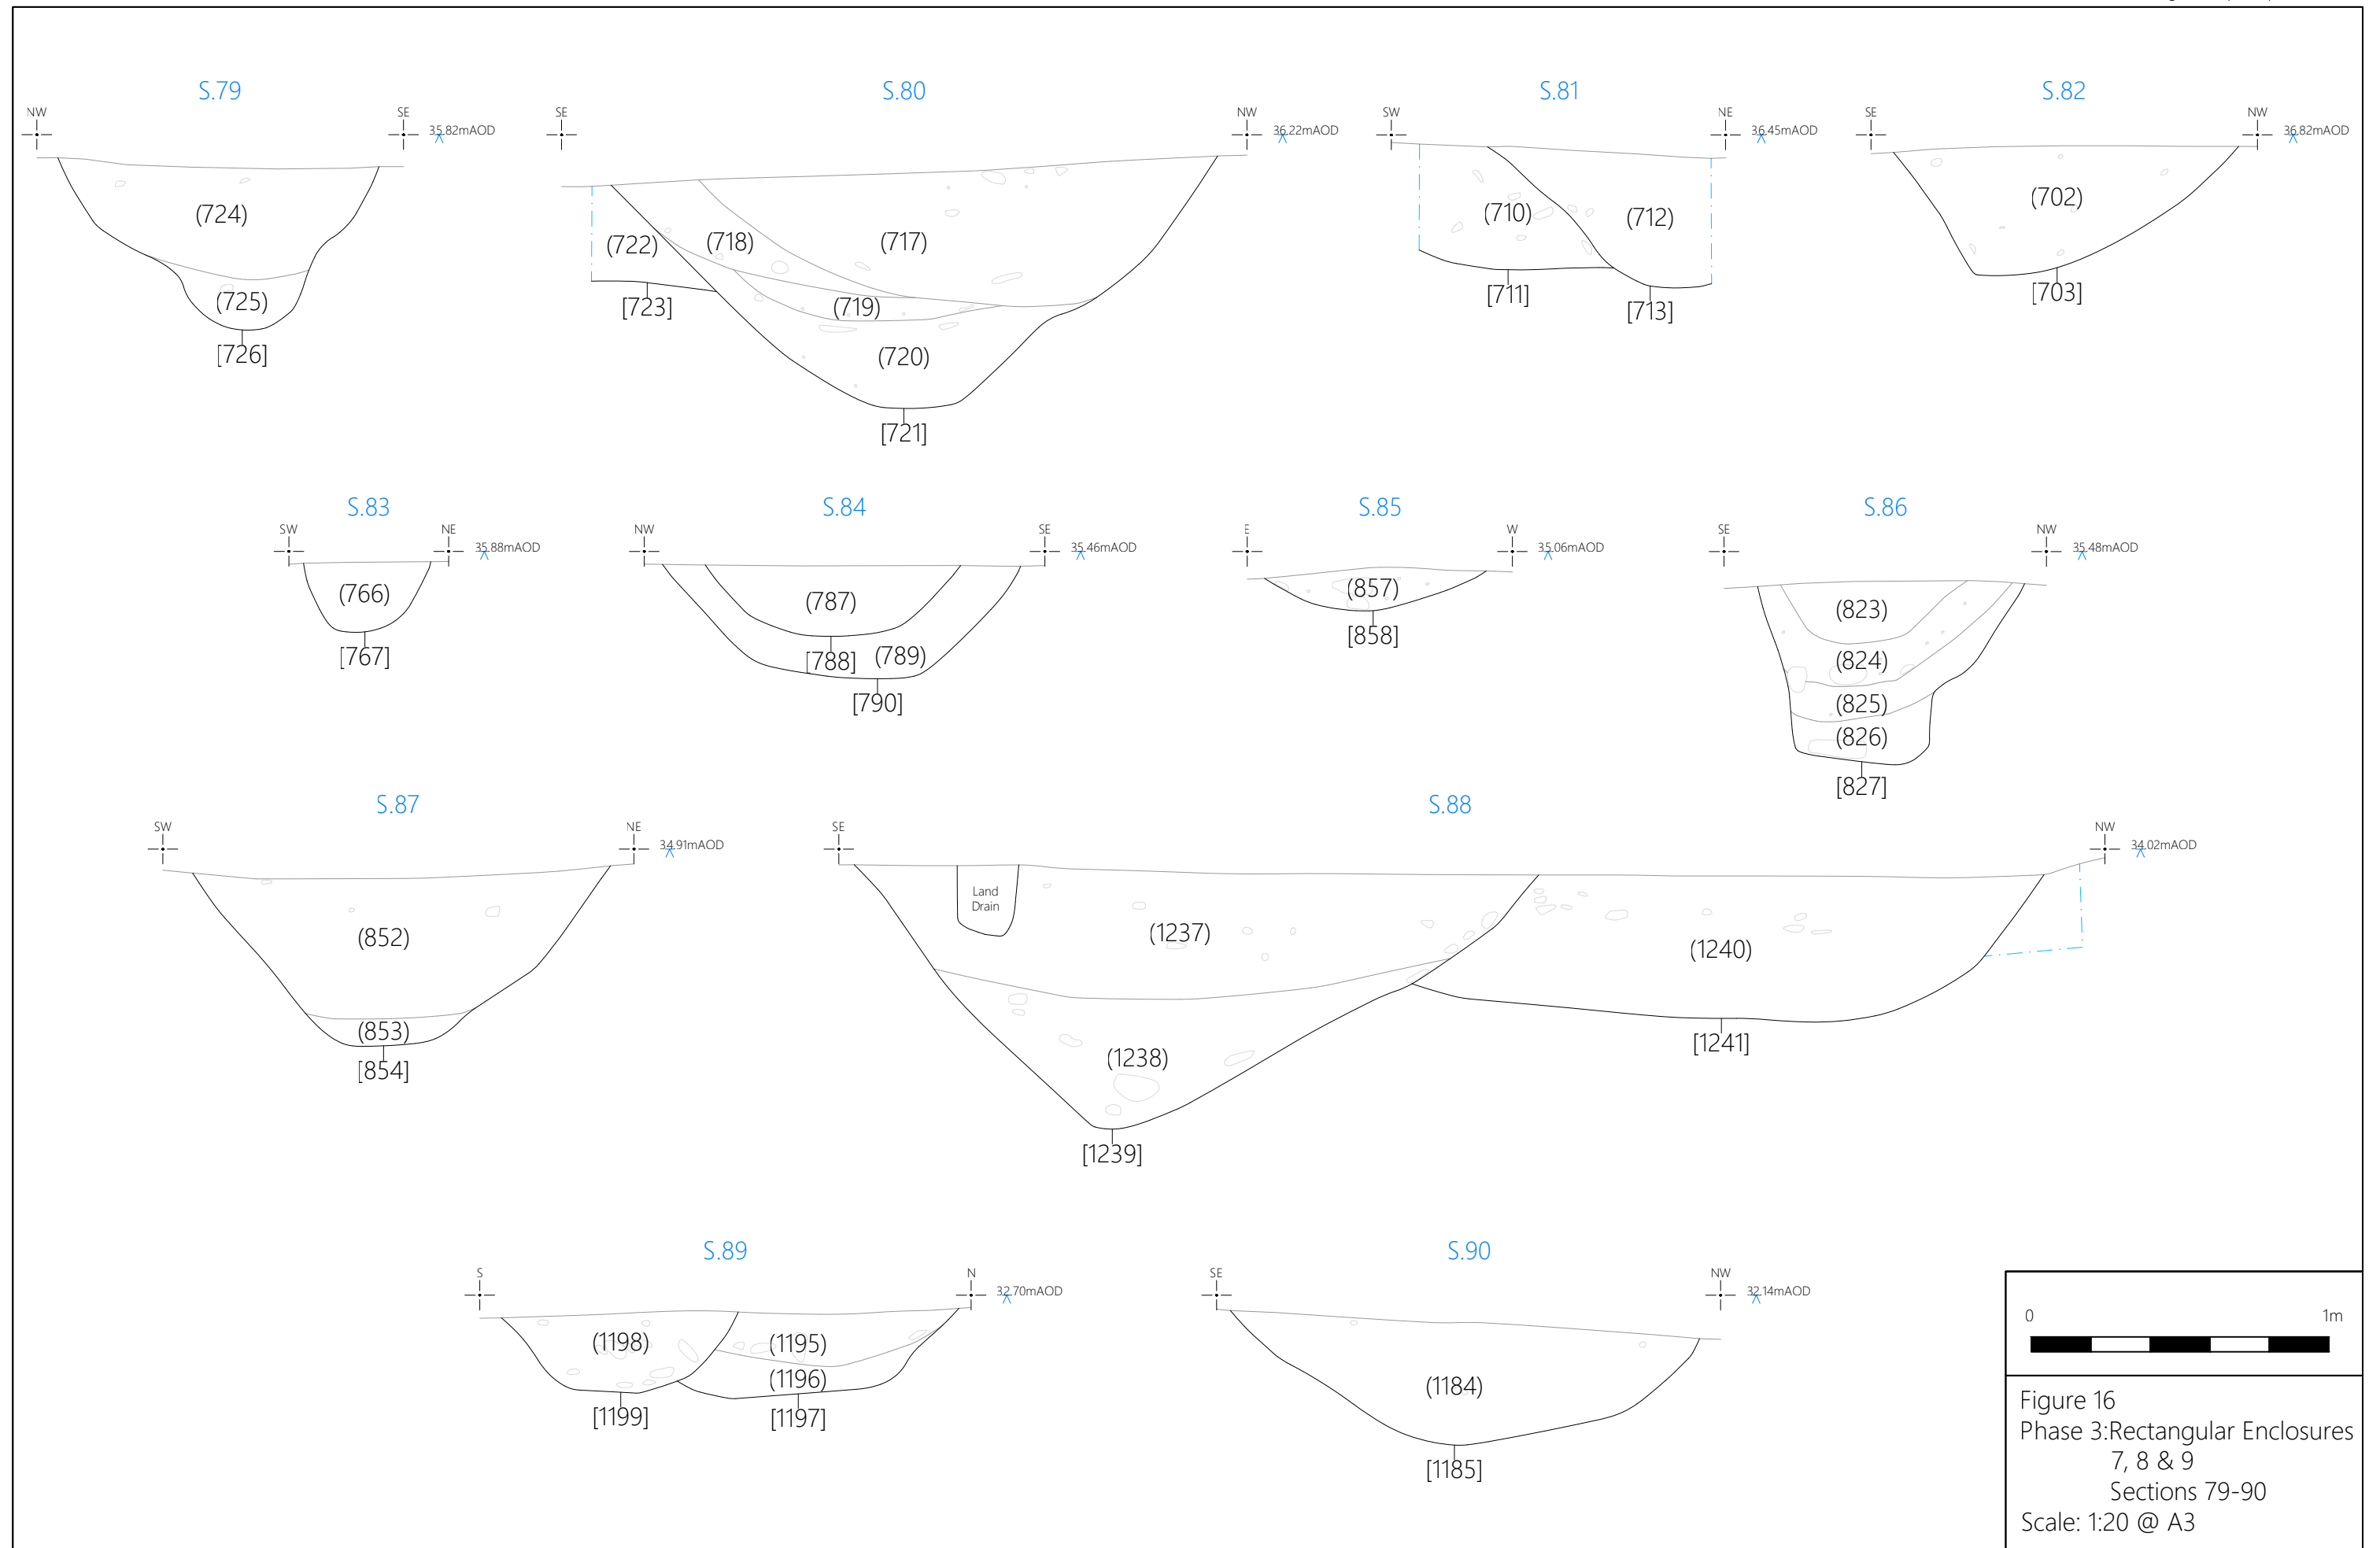 S.79
NW
SE
35.82mAOD
(724)
(725)
[726]
S.80
SE
NW
36.22mAOD
(722)
(718)
(717)
[723]
(719)
(720)
[721]
S.81
SW
NE
36.45mAOD
(710)
(712)
[711]
[713]
S.82
SE
NW
36.82mAOD
(702)
[703]
S.83
SW
NE
35.88mAOD
(766)
[767]
S.84
NW
SE
35.46mAOD
(787)
[788]
(789)
[790]
S.85
E
W
35.06mAOD
(857)
[858]
S.86
SE
NW
35.48mAOD
(823)
(824)
(825)
(826)
[827]
S.87
SW
NE
34.91mAOD
(852)
(853)
[854]
S.88
SE
NW
34.02mAOD
Land
Drain
(1237)
(1240)
[1241]
(1238)
[1239]
S.89
S
N
32.70mAOD
(1198)
(1195)
(1196)
[1199]
[1197]
S.90
SE
NW
32.14mAOD
(1184)
[1185]
0 1m
Figure 16
Phase 3:Rectangular Enclosures
7, 8 & 9
Sections 79-90
Scale: 1:20 @ A3